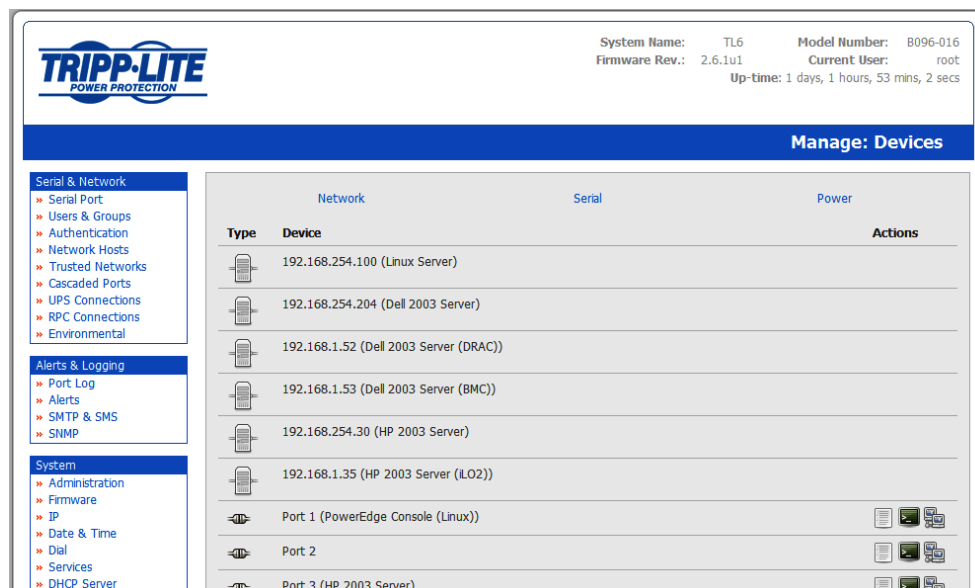 TRIPP·LITE
POWER PROTECTION
System Name: TL6 Model Number: B096-016
Firmware Rev.: 2.6.1u1 Current User: root
Up-time: 1 days, 1 hours, 53 mins, 2 secs
Manage: Devices
Serial & Network
» Serial Port
» Users & Groups
» Authentication
» Network Hosts
» Trusted Networks
» Cascaded Ports
» UPS Connections
» RPC Connections
» Environmental
Alerts & Logging
» Port Log
» Alerts
» SMTP & SMS
» SNMP
System
» Administration
» Firmware
» IP
» Date & Time
» Dial
» Services
» DHCP Server
Network Serial Power
Type Device Actions
192.168.254.100 (Linux Server)
192.168.254.204 (Dell 2003 Server)
192.168.1.52 (Dell 2003 Server (DRAC))
192.168.1.53 (Dell 2003 Server (BMC))
192.168.254.30 (HP 2003 Server)
192.168.1.35 (HP 2003 Server (iLO2))
Port 1 (PowerEdge Console (Linux))
Port 2
Port 3 (HP 2003 Server)